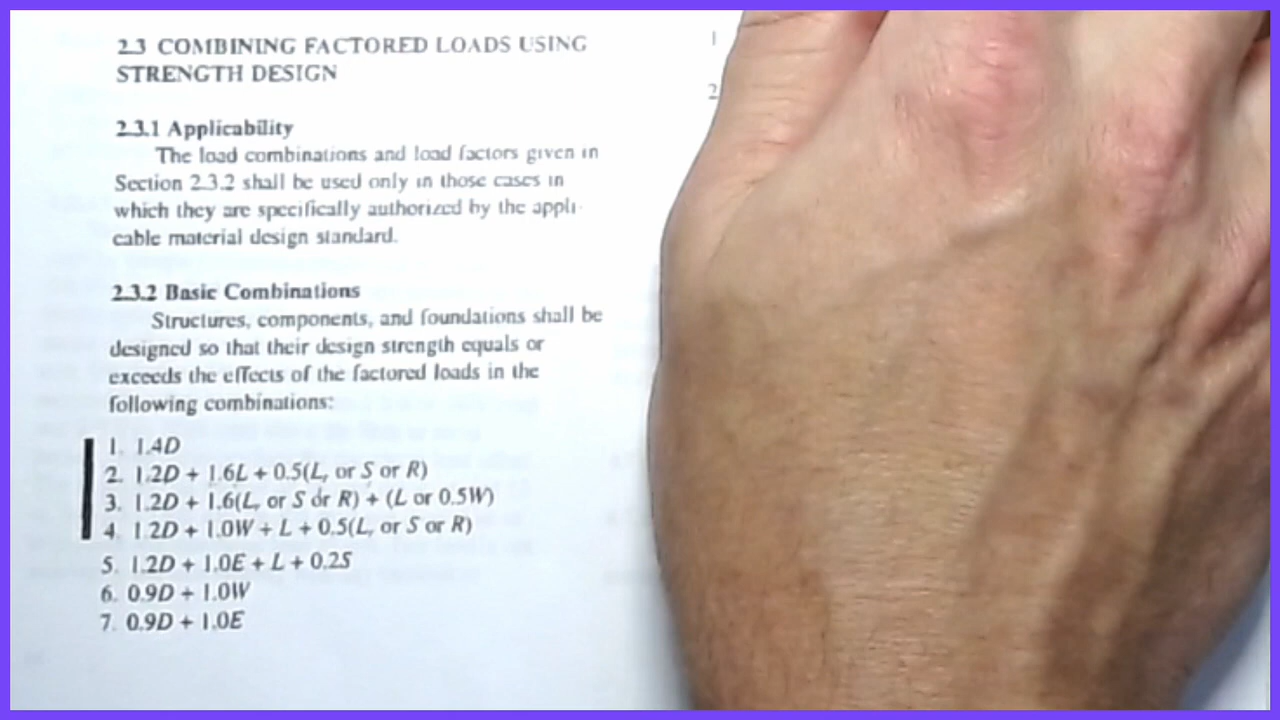 2.3 COMBINING FACTORED LOADS USING
STRENGTH DESIGN
2.3.1 Applicability
The load combinations and load factors given in
Section 2.3.2 shall be used only in those cases in
which they are specifically authorized by the appli-
cable material design standard.
2.3.2 Basic Combinations
Structures, components, and foundations shall be
designed so that their design strength equals or
exceeds the effects of the factored loads in the
following combinations:
1. 1.4D
2. 1.2D + 1.6L + 0.5(Lr or S or R)
3. 1.2D + 1.6(Lr or S or R) + (L or 0.5W)
4. 1.2D + 1.0W + L + 0.5(Lr or S or R)
5. 1.2D + 1.0E + L + 0.2S
6. 0.9D + 1.0W
7. 0.9D + 1.0E
1
2